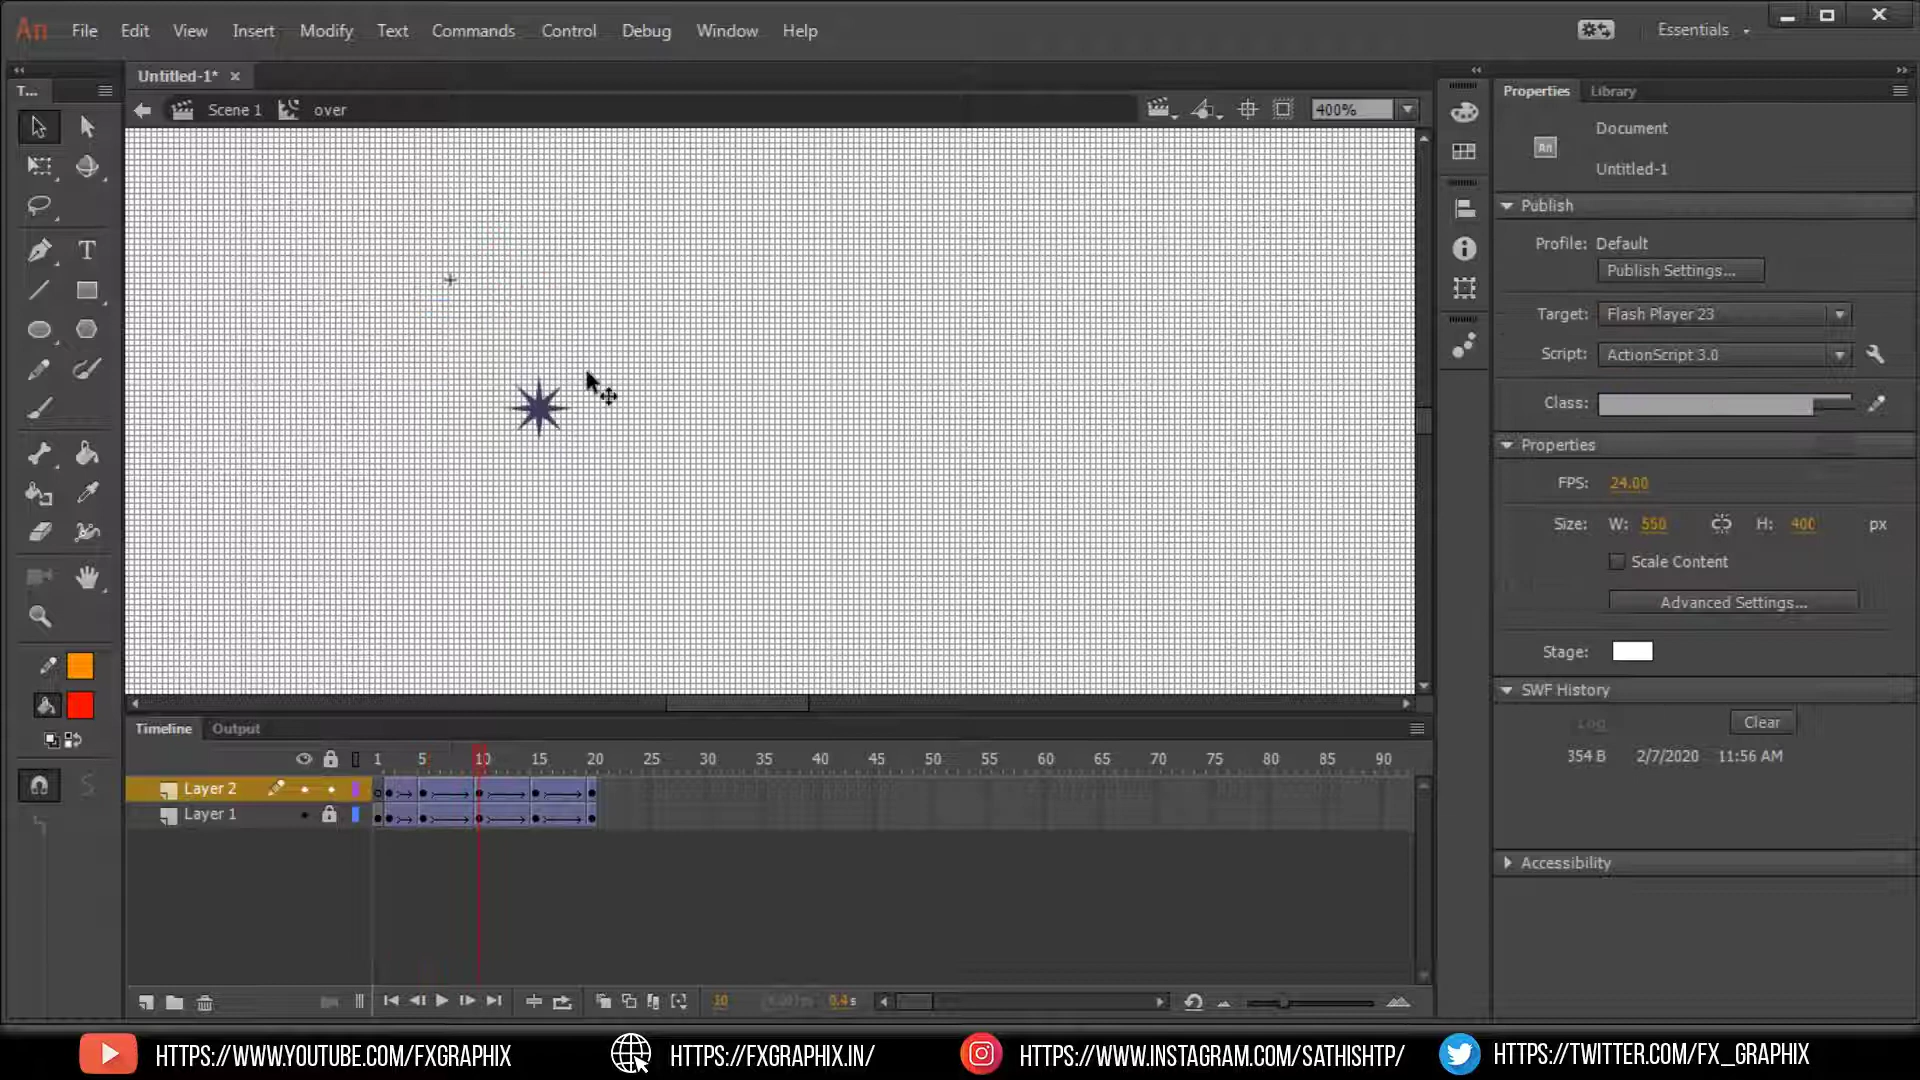 An File Edit View Insert Modify Text Commands Control Debug Window Help Essentials
Untitled-1*
T...
Scene 1 over 400%
Properties Library
Document
An
Untitled-1
Publish
Profile: Default
Publish Settings...
Target: Flash Player 23
Script: ActionScript 3.0
Class:
Properties
FPS: 24.00
Size: W: 550 H: 400 px
Scale Content
Advanced Settings...
Stage:
SWF History
Log Clear
354 B 2/7/2020 11:56 AM
Accessibility
Timeline Output
1 5 10 15 20 25 30 35 40 45 50 55 60 65 70 75 80 85 90
Layer 2
Layer 1
10 0.4 s
HTTPS://WWW.YOUTUBE.COM/FXGRAPHIX HTTPS://FXGRAPHIX.IN/ HTTPS://WWW.INSTAGRAM.COM/SATHISHTP/ HTTPS://TWITTER.COM/FX_GRAPHIX